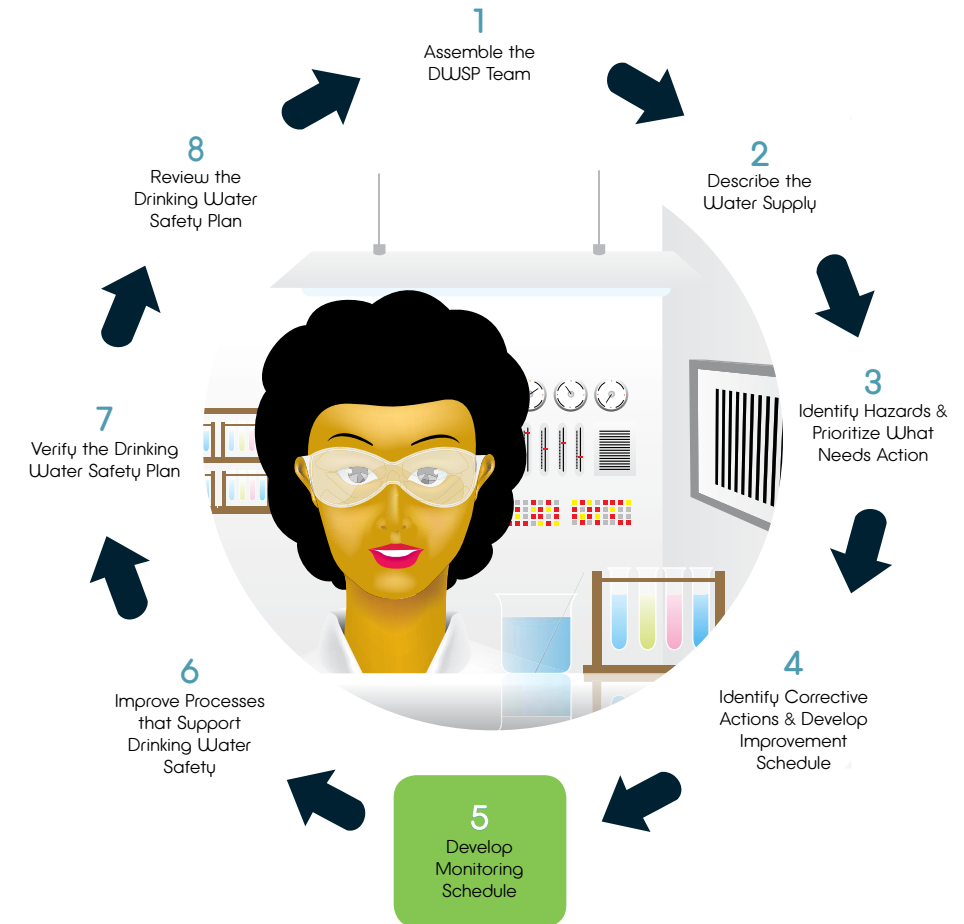 1
Assemble the
DWSP Team
2
Describe the
Water Supply
3
Identify Hazards &
Prioritize What
Needs Action
4
Identify Corrective
Actions & Develop
Improvement
Schedule
5
Develop
Monitoring
Schedule
6
Improve Processes
that Support
Drinking Water
Safety
7
Verify the Drinking
Water Safety Plan
8
Review the
Drinking Water
Safety Plan